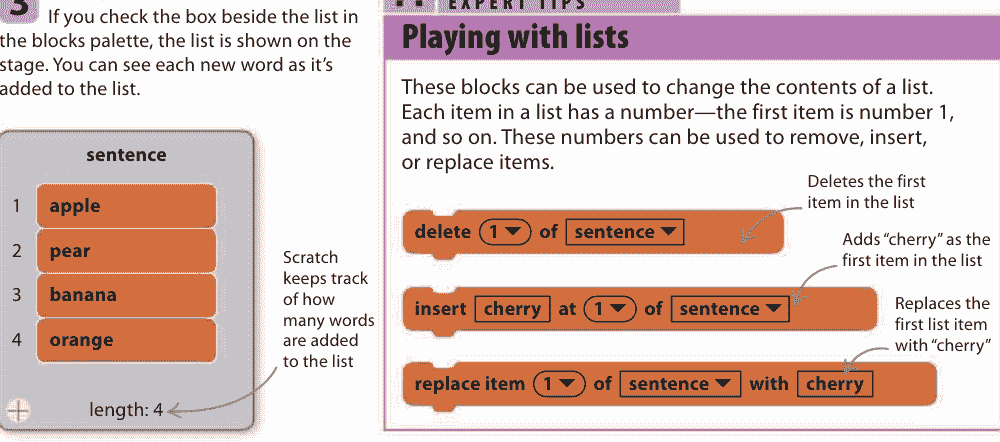 3
If you check the box beside the list in
the blocks palette, the list is shown on the
stage. You can see each new word as it's
added to the list.
sentence
1 apple
2 pear
3 banana
4 orange
length: 4
Scratch
keeps track
of how
many words
are added
to the list
EXPERT TIPS
Playing with lists
These blocks can be used to change the contents of a list.
Each item in a list has a number—the first item is number 1,
and so on. These numbers can be used to remove, insert,
or replace items.
Deletes the first
item in the list
delete 1 of sentence
Adds “cherry” as the
first item in the list
insert cherry at 1 of sentence
Replaces the
first list item
with “cherry”
replace item 1 of sentence with cherry